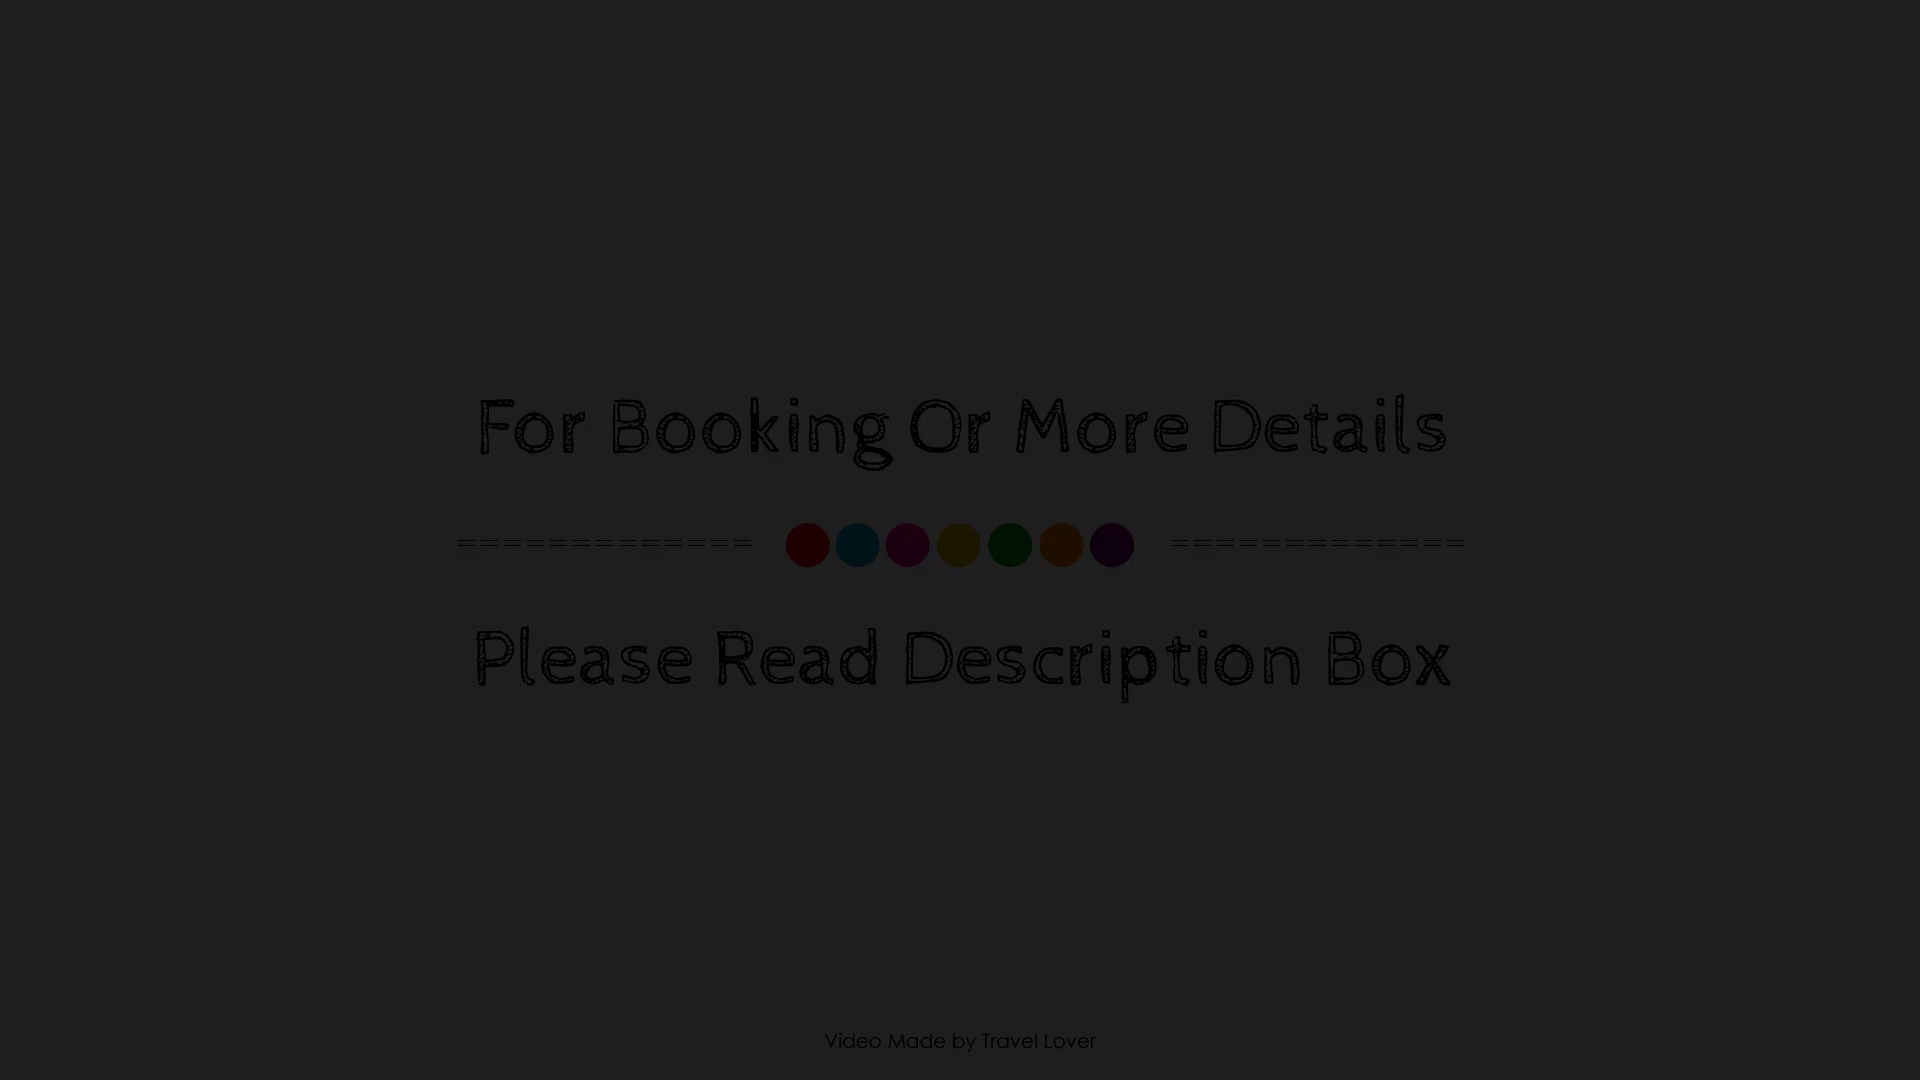 For Booking Or More Details
============= =============
Please Read Description Box
Video Made by Travel Lover